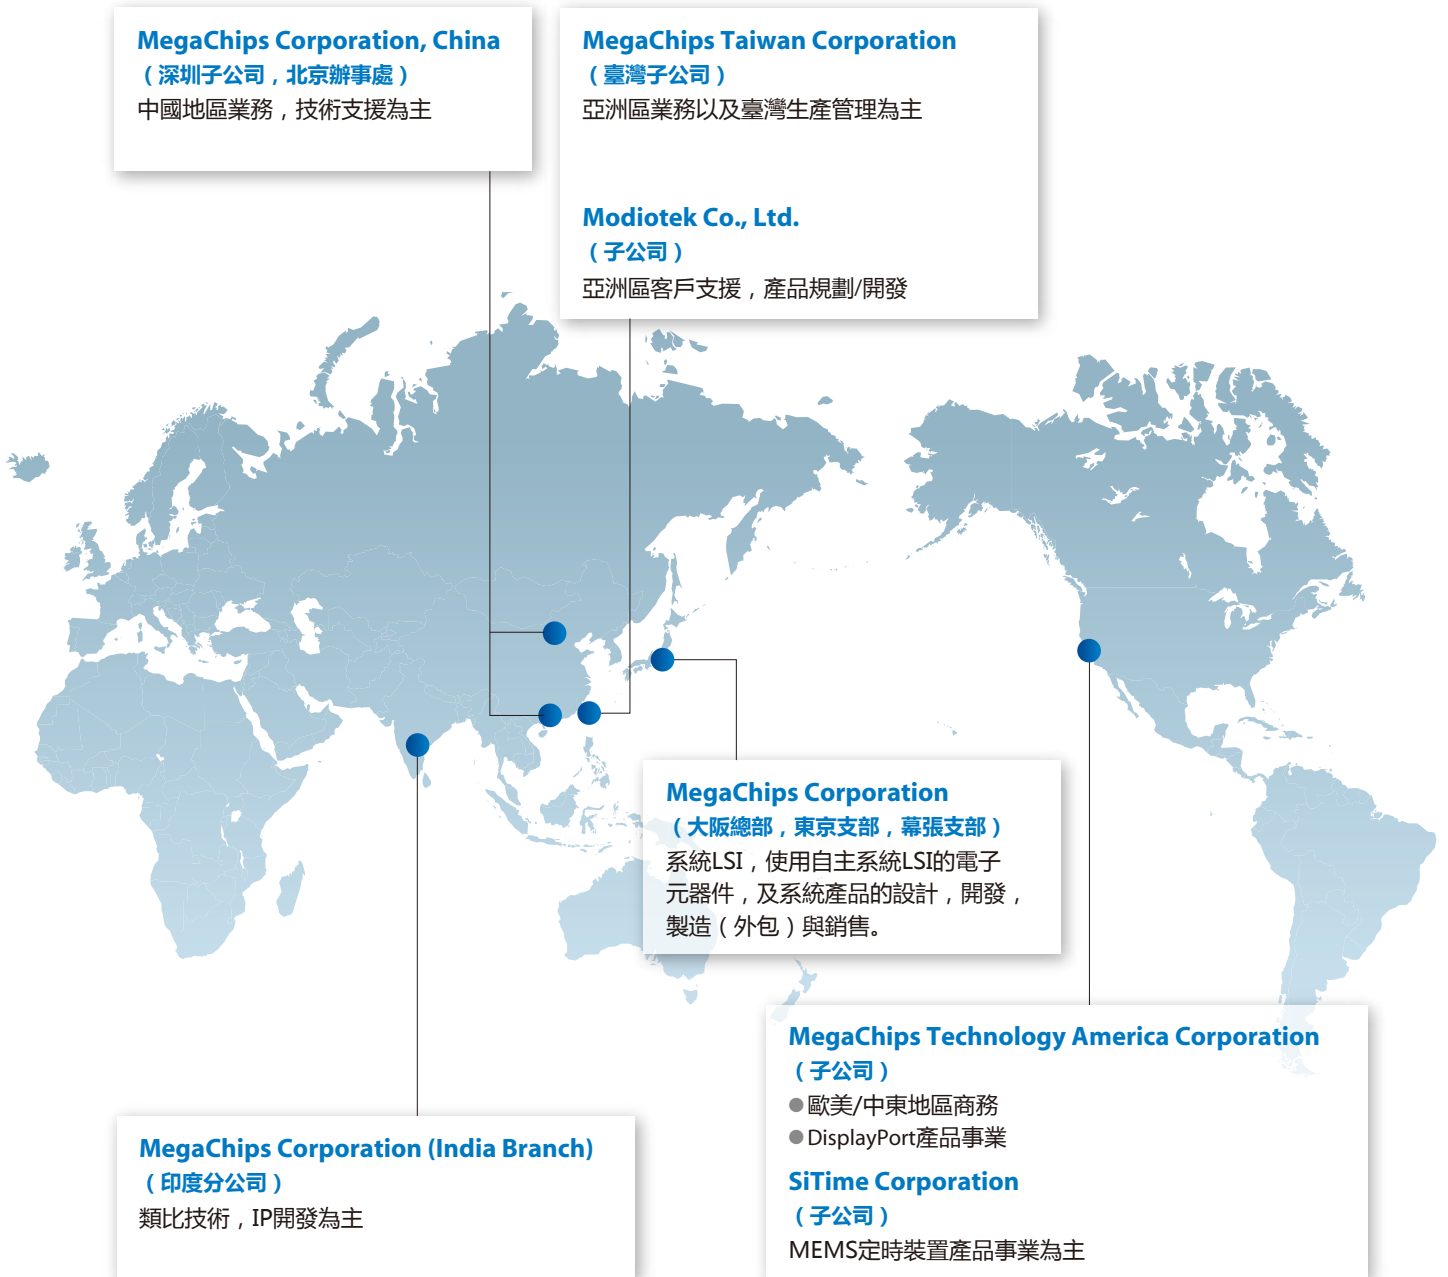 MegaChips Corporation, China
（深圳子公司，北京辦事處）
中國地區業務，技術支援為主
MegaChips Taiwan Corporation
（臺灣子公司）
亞洲區業務以及臺灣生產管理為主
Modiotek Co., Ltd.
（子公司）
亞洲區客戶支援，產品規劃/開發
MegaChips Corporation
（大阪總部，東京支部，幕張支部）
系統LSI，使用自主系統LSI的電子
元器件，及系統產品的設計，開發，
製造（外包）與銷售。
MegaChips Technology America Corporation
（子公司）
●歐美/中東地區商務
●DisplayPort產品事業
SiTime Corporation
（子公司）
MEMS定時裝置產品事業為主
MegaChips Corporation (India Branch)
（印度分公司）
類比技術，IP開發為主